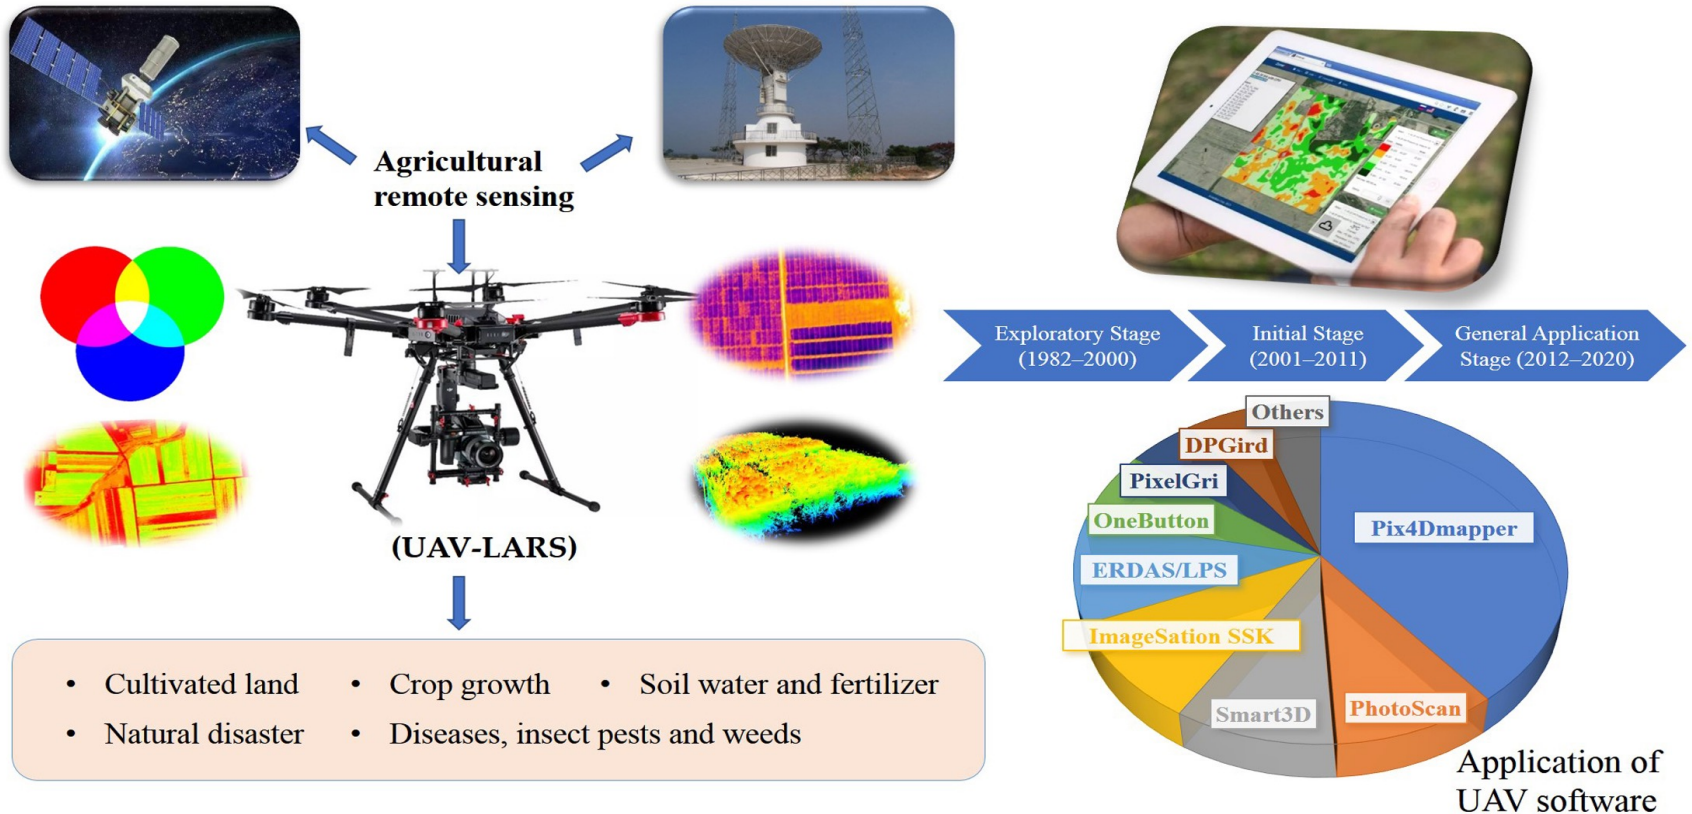 Agricultural
remote sensing
(UAV-LARS)
• Cultivated land • Crop growth • Soil water and fertilizer
• Natural disaster • Diseases, insect pests and weeds
Exploratory Stage
(1982–2000)
Initial Stage
(2001–2011)
General Application
Stage (2012–2020)
Others
DPGird
PixelGri
OneButton
ERDAS/LPS
ImageSation SSK
Smart3D
PhotoScan
Pix4Dmapper
Application of
UAV software